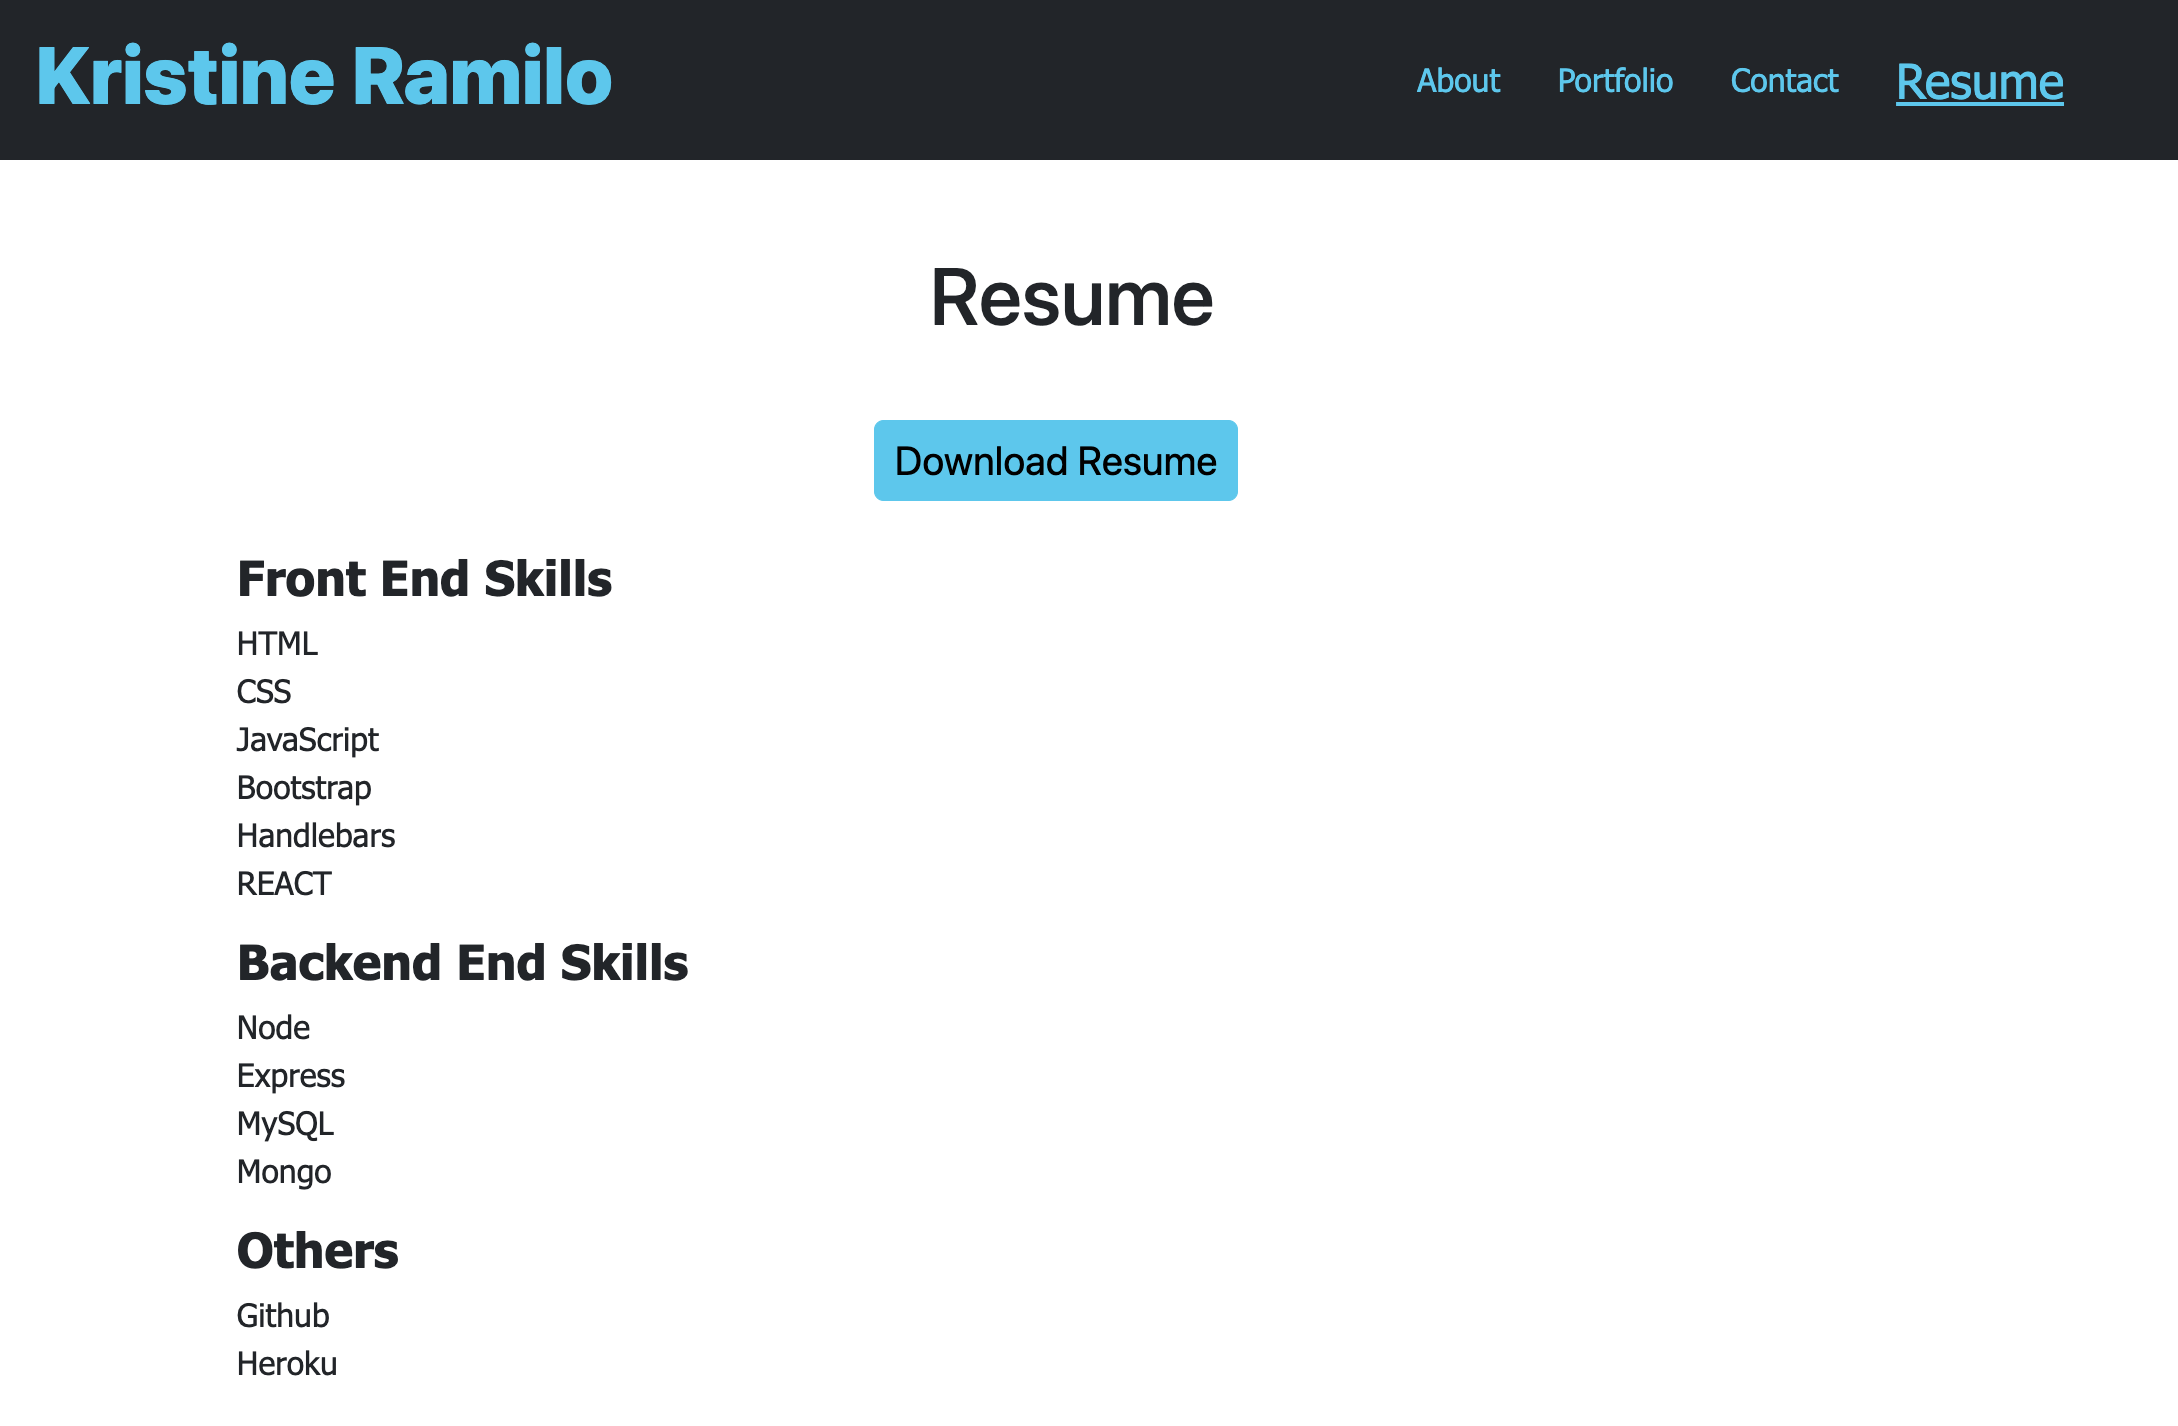 Kristine Ramilo
About Portfolio Contact Resume
Resume
Download Resume
Front End Skills
HTML
CSS
JavaScript
Bootstrap
Handlebars
REACT
Backend End Skills
Node
Express
MySQL
Mongo
Others
Github
Heroku